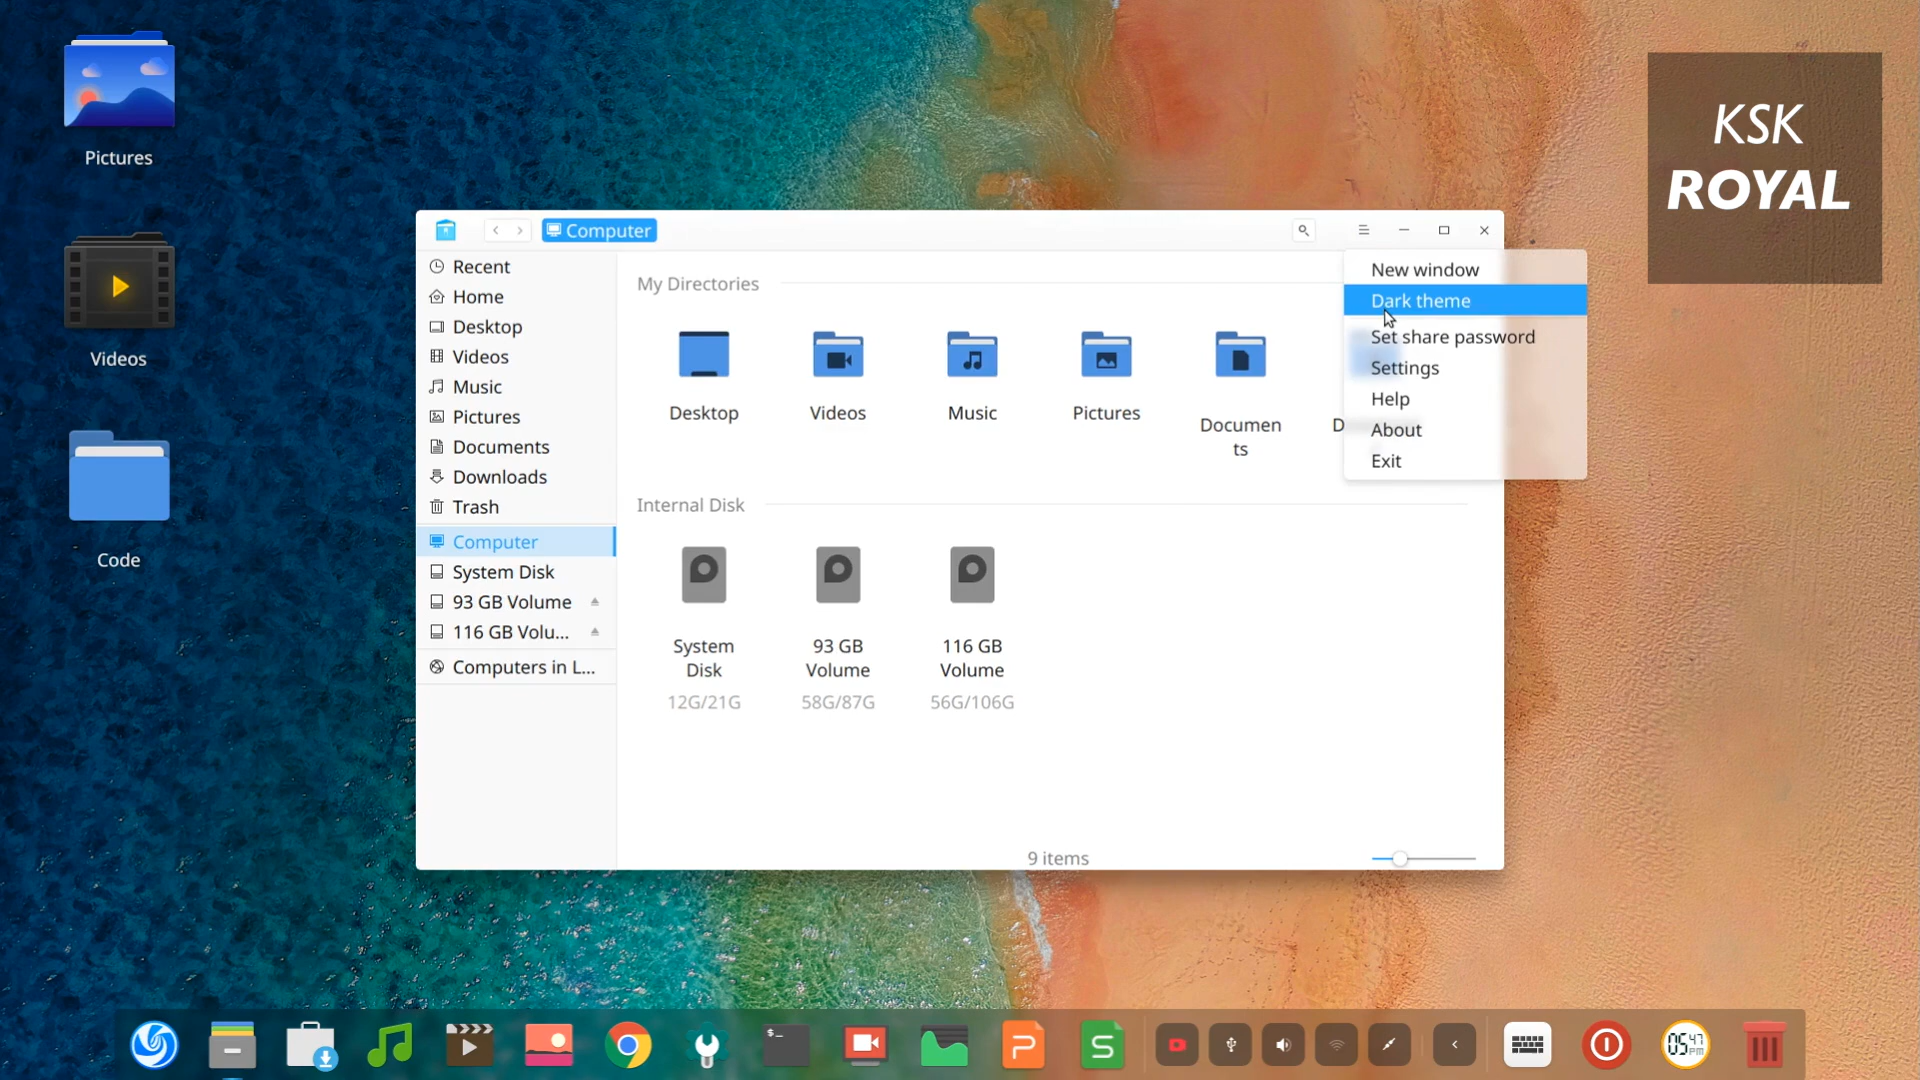 Pictures
Videos
Code
KSK
ROYAL
Computer
Recent
Home
Desktop
Videos
Music
Pictures
Documents
Downloads
Trash
Computer
System Disk
93 GB Volume
116 GB Volu...
Computers in L...
My Directories
Desktop
Videos
Music
Pictures
Documen
ts
D
Internal Disk
System
Disk
12G/21G
93 GB
Volume
58G/87G
116 GB
Volume
56G/106G
9 items
New window
Dark theme
Set share password
Settings
Help
About
Exit
$_
P
S
05 47
PM